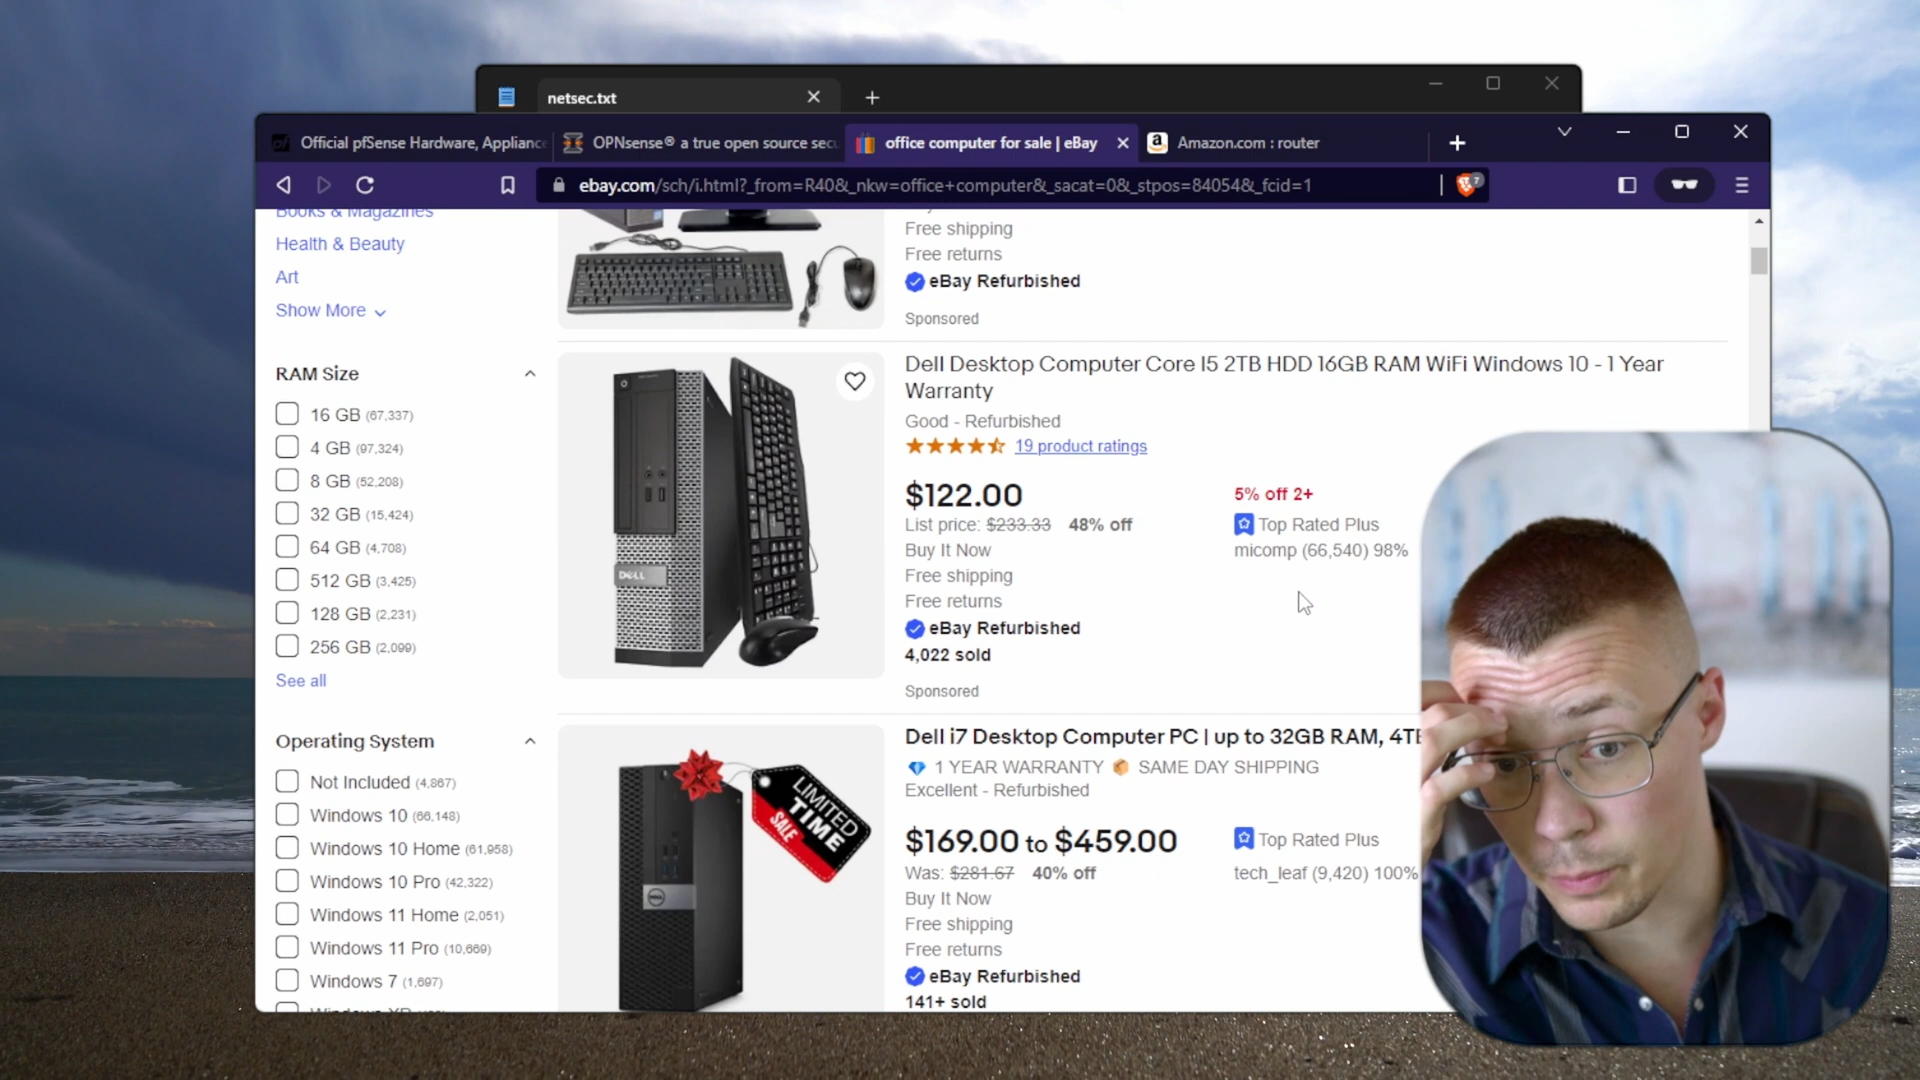 netsec.txt
Official pfSense Hardware, Applianc
OPNsense® a true open source sec
office computer for sale | eBay
Amazon.com : router
ebay.com/sch/i.html?_from=R40&_nkw=office+computer&_sacat=0&_stpos=84054&_fcid=1
7
Books & Magazines
Health & Beauty
Art
Show More
RAM Size
16 GB (67,337)
4 GB (97,324)
8 GB (52,208)
32 GB (15,424)
64 GB (4,708)
512 GB (3,425)
128 GB (2,231)
256 GB (2,099)
See all
Operating System
Not Included (4,867)
Windows 10 (66,148)
Windows 10 Home (61,958)
Windows 10 Pro (42,322)
Windows 11 Home (2,051)
Windows 11 Pro (10,669)
Windows 7 (1,697)
Free shipping
Free returns
eBay Refurbished
Sponsored
DELL
Dell Desktop Computer Core I5 2TB HDD 16GB RAM WiFi Windows 10 - 1 Year
Warranty
Good - Refurbished
19 product ratings
$122.00
5% off 2+
List price: $233.33 48% off
Top Rated Plus
Buy It Now
micomp (66,540) 98%
Free shipping
Free returns
eBay Refurbished
4,022 sold
Sponsored
LIMITED
TIME
SALE
DELL
Dell i7 Desktop Computer PC | up to 32GB RAM, 4TB
1 YEAR WARRANTY SAME DAY SHIPPING
Excellent - Refurbished
$169.00 to $459.00
Top Rated Plus
Was: $281.67 40% off
tech_leaf (9,420) 100%
Buy It Now
Free shipping
Free returns
eBay Refurbished
141+ sold